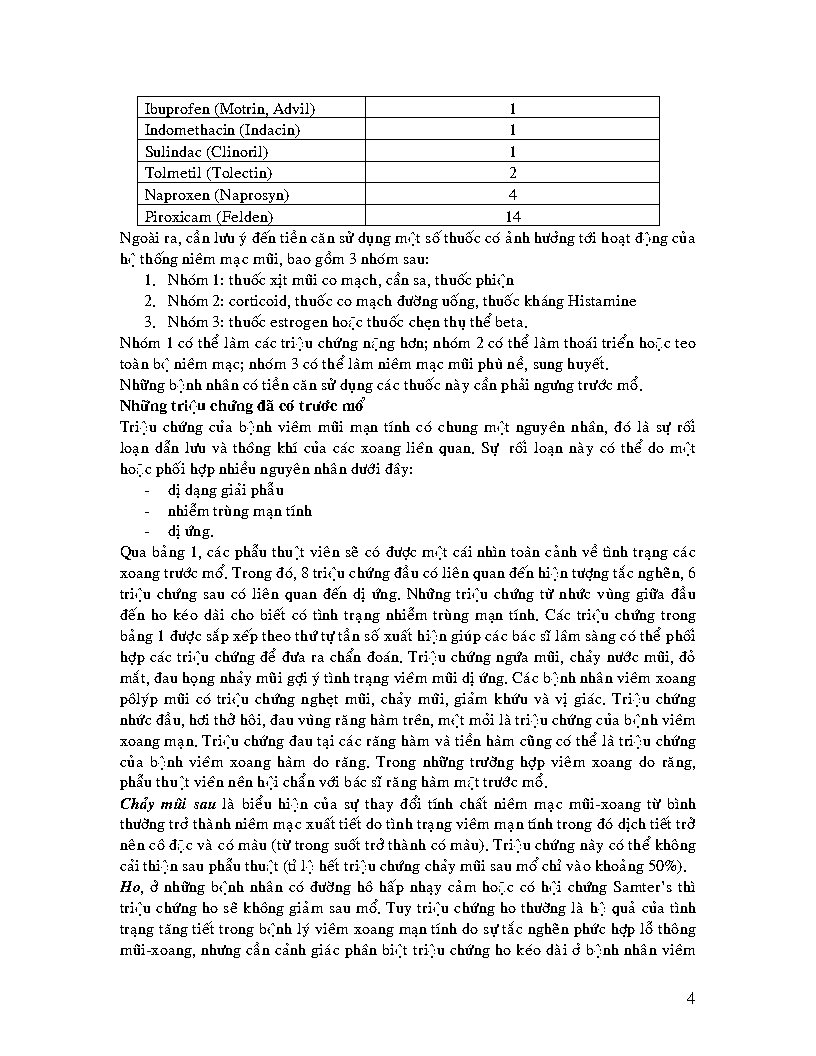 Ibuprofen (Motrin, Advil) 1
Indomethacin (Indacin) 1
Sulindac (Clinoril) 1
Tolmetil (Tolectin) 2
Naproxen (Naprosyn) 4
Piroxicam (Felden) 14
Ngoài ra, cần lưu ý đến tiền căn sử dụng một số thuốc có ảnh hưởng tới hoạt động của
hệ thống niêm mạc mũi, bao gồm 3 nhóm sau:
1. Nhóm 1: thuốc xịt mũi co mạch, cần sa, thuốc phiện
2. Nhóm 2: corticoid, thuốc co mạch đường uống, thuốc kháng Histamine
3. Nhóm 3: thuốc estrogen hoặc thuốc chẹn thụ thể beta.
Nhóm 1 có thể làm các triệu chứng nặng hơn; nhóm 2 có thể làm thoái triển hoặc teo
toàn bộ niêm mạc; nhóm 3 có thể làm niêm mạc mũi phù nề, sung huyết.
Những bệnh nhân có tiền căn sử dụng các thuốc này cần phải ngưng trước mổ.
Những triệu chứng đã có trước mổ
Triệu chứng của bệnh viêm mũi mạn tính có chung một nguyên nhân, đó là sự rối
loạn dẫn lưu và thông khí của các xoang liên quan. Sự rối loạn này có thể do một
hoặc phối hợp nhiều nguyên nhân dưới đây:
- dị dạng giải phẫu
- nhiễm trùng mạn tính
- dị ứng.
Qua bảng 1, các phẫu thuật viên sẽ có được một cái nhìn toàn cảnh về tình trạng các
xoang trước mổ. Trong đó, 8 triệu chứng đầu có liên quan đến hiện tượng tắc nghẽn, 6
triệu chứng sau có liên quan đến dị ứng. Những triệu chứng từ nhức vùng giữa đầu
đến ho kéo dài cho biết có tình trạng nhiễm trùng mạn tính. Các triệu chứng trong
bảng 1 được sắp xếp theo thứ tự tần số xuất hiện giúp các bác sĩ lâm sàng có thể phối
hợp các triệu chứng để đưa ra chẩn đoán. Triệu chứng ngứa mũi, chảy nước mũi, đỏ
mắt, đau họng nhảy mũi gợi ý tình trạng viêm mũi dị ứng. Các bệnh nhân viêm xoang
pôlýp mũi có triệu chứng nghẹt mũi, chảy mũi, giảm khứu và vị giác. Triệu chứng
nhức đầu, hơi thở hôi, đau vùng răng hàm trên, mệt mỏi là triệu chứng của bệnh viêm
xoang mạn. Triệu chứng đau tại các răng hàm và tiền hàm cũng có thể là triệu chứng
của bệnh viêm xoang hàm do răng. Trong những trường hợp viêm xoang do răng,
phẫu thuật viên nên hội chẩn với bác sĩ răng hàm mặt trước mổ.
Chảy mũi sau là biểu hiện của sự thay đổi tính chất niêm mạc mũi-xoang từ bình
thường trở thành niêm mạc xuất tiết do tình trạng viêm mạn tính trong đó dịch tiết trở
nên cô đặc và có màu (từ trong suốt trở thành có màu). Triệu chứng này có thể không
cải thiện sau phẫu thuật (tỉ lệ hết triệu chứng chảy mũi sau mổ chỉ vào khoảng 50%).
Ho, ở những bệnh nhân có đường hô hấp nhạy cảm hoặc có hội chứng Samter's thì
triệu chứng ho sẽ không giảm sau mổ. Tuy triệu chứng ho thường là hệ quả của tình
trạng tăng tiết trong bệnh lý viêm xoang mạn tính do sự tắc nghẽn phức hợp lỗ thông
mũi-xoang, nhưng cần cảnh giác phân biệt triệu chứng ho kéo dài ở bệnh nhân viêm
4